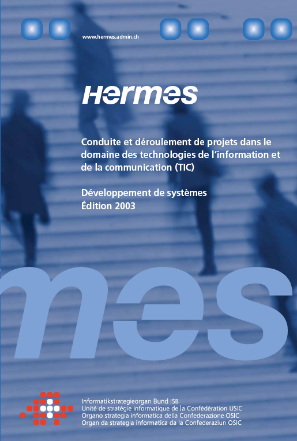 www.hermes.admin.ch
Hermes
Conduite et déroulement de projets dans le
domaine des technologies de l'information et
de la communication (TIC)
Développement de systèmes
Édition 2003
mes
Informatikstrategieorgan Bund ISB
Unité de stratégie informatique de la Confédération USIC
Organo strategia informatica della Confederazione OSIC
Organ da strategia informatica da la Confederaziun OSIC